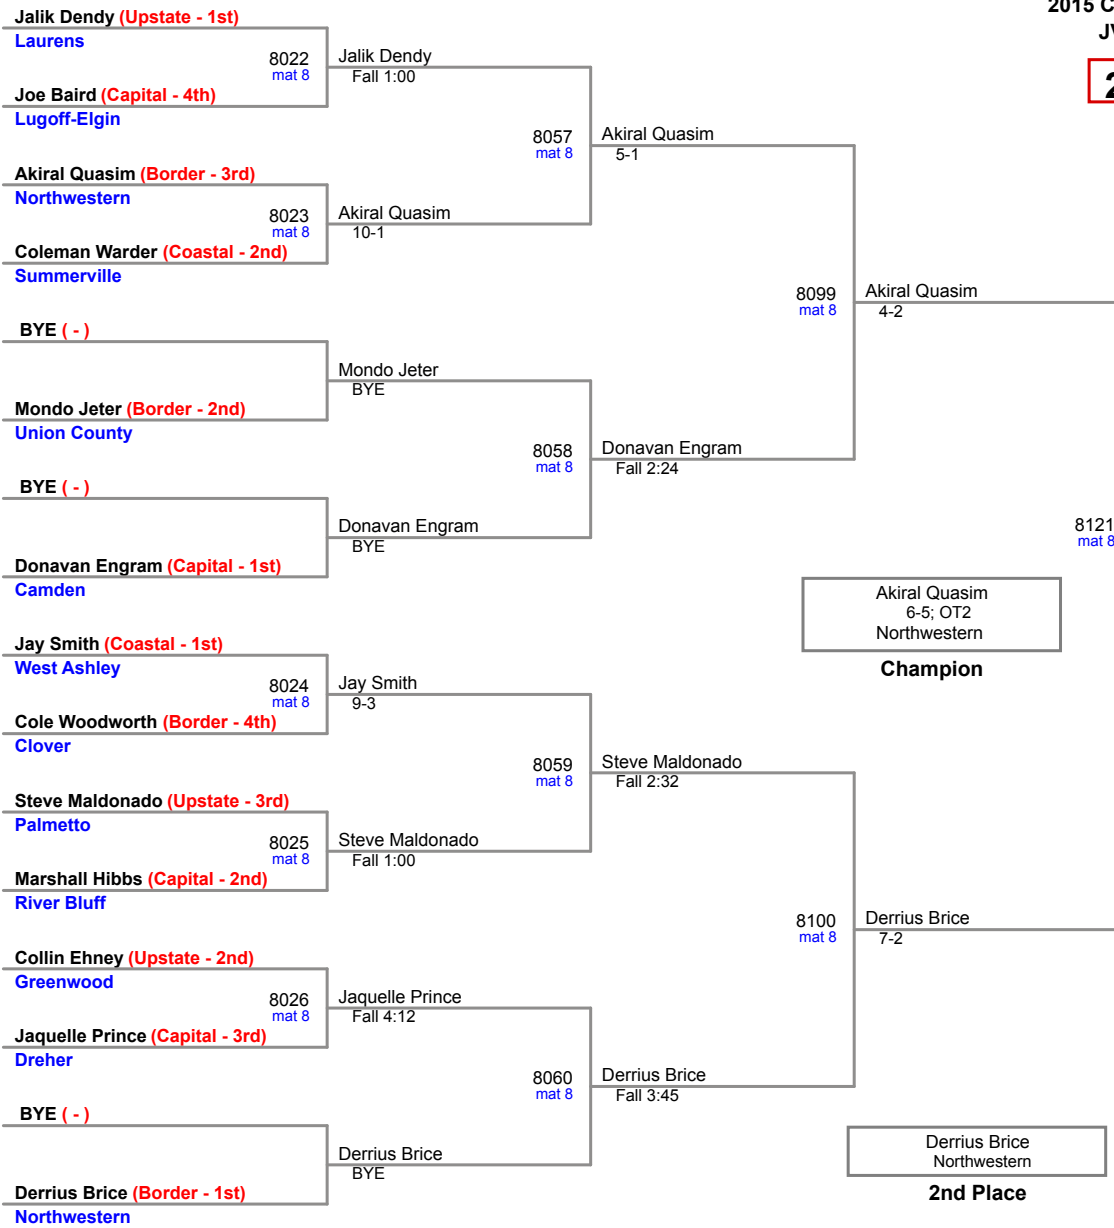 2015 C
JV
2
Jalik Dendy (Upstate - 1st)
Laurens
8022
mat 8
Jalik Dendy
Fall 1:00
Joe Baird (Capital - 4th)
Lugoff-Elgin
8057
mat 8
Akiral Quasim
5-1
Akiral Quasim (Border - 3rd)
Northwestern
8023
mat 8
Akiral Quasim
10-1
Coleman Warder (Coastal - 2nd)
Summerville
8099
mat 8
Akiral Quasim
4-2
BYE ( - )
Mondo Jeter
BYE
Mondo Jeter (Border - 2nd)
Union County
8058
mat 8
Donavan Engram
Fall 2:24
BYE ( - )
Donavan Engram
BYE
Donavan Engram (Capital - 1st)
Camden
8121
mat 8
Akiral Quasim
6-5; OT2
Northwestern
Champion
Jay Smith (Coastal - 1st)
West Ashley
8024
mat 8
Jay Smith
9-3
Cole Woodworth (Border - 4th)
Clover
8059
mat 8
Steve Maldonado
Fall 2:32
Steve Maldonado (Upstate - 3rd)
Palmetto
8025
mat 8
Steve Maldonado
Fall 1:00
Marshall Hibbs (Capital - 2nd)
River Bluff
8100
mat 8
Derrius Brice
7-2
Collin Ehney (Upstate - 2nd)
Greenwood
8026
mat 8
Jaquelle Prince
Fall 4:12
Jaquelle Prince (Capital - 3rd)
Dreher
8060
mat 8
Derrius Brice
Fall 3:45
BYE ( - )
Derrius Brice
BYE
Derrius Brice (Border - 1st)
Northwestern
Derrius Brice
Northwestern
2nd Place